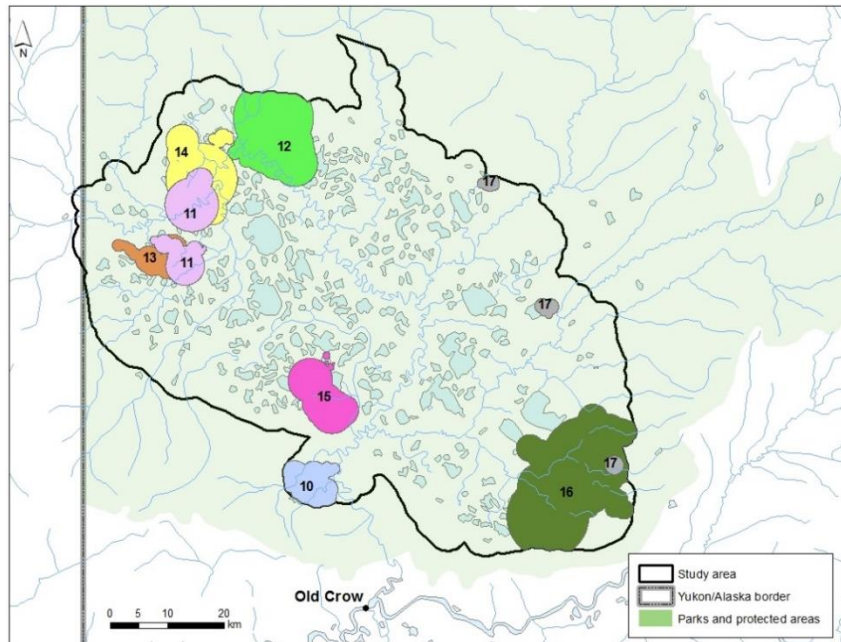 N
17
14
12
11
13
11
17
15
10
17
16
Old Crow
0 5 10 20
km
Study area
Yukon/Alaska border
Parks and protected areas